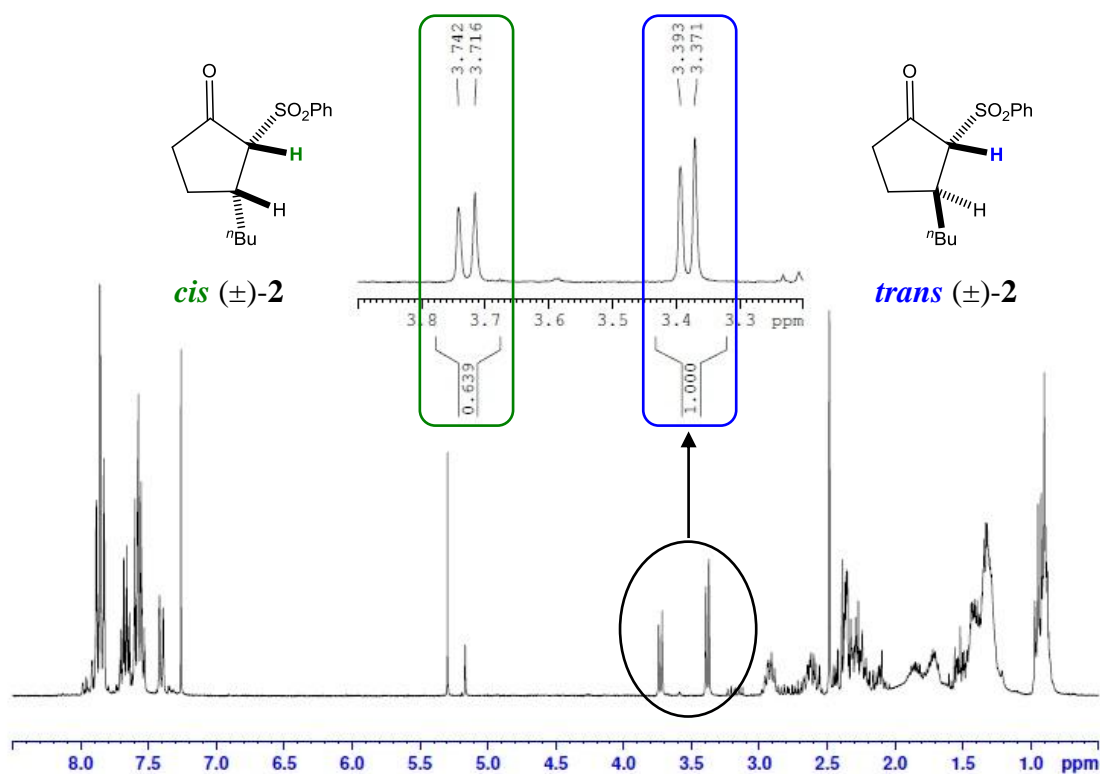 3.742
3.716
3.393
3.371
O
SO2Ph
H
H
nBu
cis (±)-2
O
SO2Ph
H
H
nBu
trans (±)-2
3.8 3.7 3.6 3.5 3.4 3.3 ppm
0.639
1.000
8.0 7.5 7.0 6.5 6.0 5.5 5.0 4.5 4.0 3.5 3.0 2.5 2.0 1.5 1.0 ppm